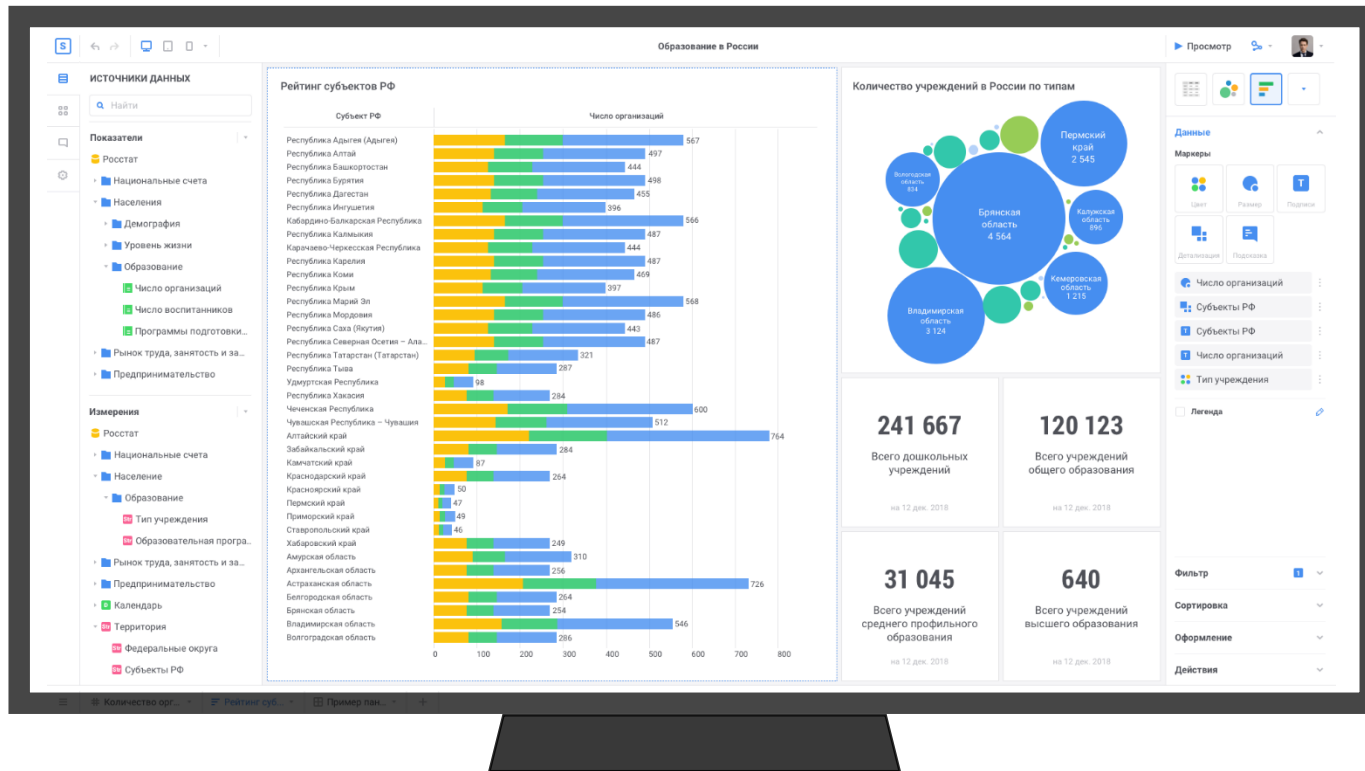 S
Образование в России
Просмотр
ИСТОЧНИКИ ДАННЫХ
Найти
Показатели
Росстат
Национальные счета
Населения
Демография
Уровень жизни
Образование
Число организаций
Число воспитанников
Программы подготовки...
Рынок труда, занятость и за...
Предпринимательство
Измерения
Росстат
Национальные счета
Население
Образование
Str Тип учреждения
Str Образовательная програ..
Рынок труда, занятость и за...
Предпринимательство
Календарь
Str Территория
Str Федеральные округа
Str Субъекты РФ
Рейтинг субъектов РФ
Субъект РФ Число организаций
Республика Адыгея (Адыгея) 567
Республика Алтай 497
Республика Башкортостан 444
Республика Бурятия 498
Республика Дагестан 455
Республика Ингушетия 396
Кабардино-Балкарская Республика 566
Республика Калмыкия 487
Карачаево-Черкесская Республика 444
Республика Карелия 487
Республика Коми 469
Республика Крым 397
Республика Марий Эл 568
Республика Мордовия 486
Республика Саха (Якутия) 443
Республика Северная Осетия – Ала... 487
Республика Татарстан (Татарстан) 321
Республика Тыва 287
Удмуртская Республика 98
Республика Хакасия 284
Чеченская Республика 600
Чувашская Республика – Чувашия 512
Алтайский край 764
Забайкальский край 284
Камчатский край 87
Краснодарский край 264
Красноярский край 50
Пермский край 47
Приморский край 49
Ставропольский край 46
Хабаровский край 249
Амурская область 310
Архангельская область 256
Астраханская область 726
Белгородская область 264
Брянская область 254
Владимирская область 546
Волгоградская область 286
0 100 200 300 400 500 600 700 800
Количество учреждений в России по типам
Пермский
край
2 545
Вологодская
область
834
Брянская
область
4 564
Калужская
область
896
Кемеровская
область
1 215
Владимирская
область
3 124
241 667
Всего дошкольных
учреждений
на 12 дек. 2018
120 123
Всего учреждений
общего образования
на 12 дек. 2018
31 045
Всего учреждений
среднего профильного
образования
на 12 дек. 2018
640
Всего учреждений
высшего образования
на 12 дек. 2018
Данные
Маркеры
Цвет
Размер
T
Подписи
Детализация
Подсказка
Число организаций
Субъекты РФ
T Субъекты РФ
T Число организаций
Тип учреждения
Легенда
Фильтр 1
Сортировка
Оформление
Действия
# Количество орг...
Рейтинг суб...
Пример пан...
+